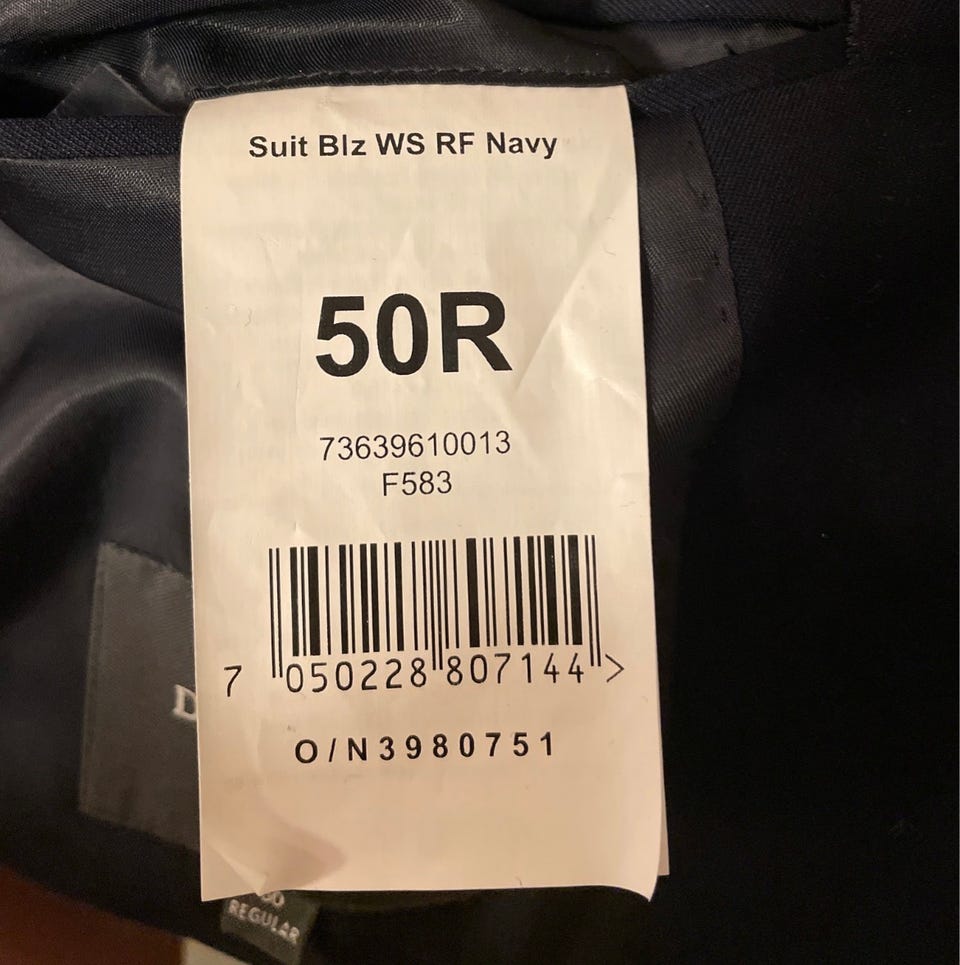 Suit Blz WS RF Navy
50R
73639610013
F583
7 050228 807144 >
O/N3980751
D
REGULAR